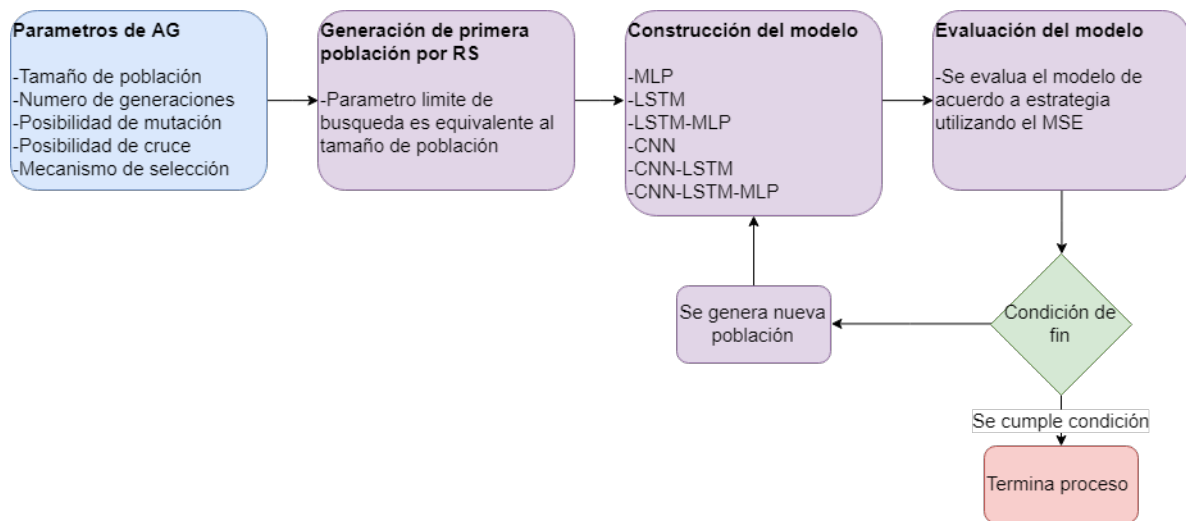 Parametros de AG
-Tamaño de población
-Numero de generaciones
-Posibilidad de mutación
-Posibilidad de cruce
-Mecanismo de selección
Generación de primera
población por RS
-Parametro limite de
busqueda es equivalente al
tamaño de población
Construcción del modelo
-MLP
-LSTM
-LSTM-MLP
-CNN
-CNN-LSTM
-CNN-LSTM-MLP
Evaluación del modelo
-Se evalua el modelo de
acuerdo a estrategia
utilizando el MSE
Condición de
fin
Se genera nueva
población
Se cumple condición
Termina proceso